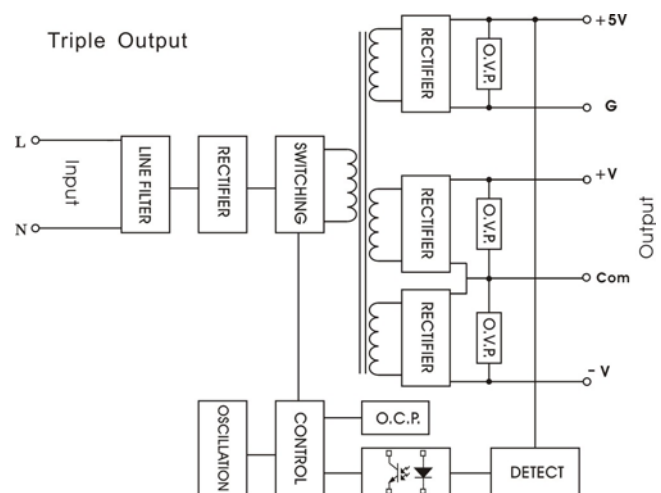 Triple Output
L
Input
N
LINE FILTER
RECTIFIER
SWITCHING
RECTIFIER
O.V.P.
+5V
G
RECTIFIER
O.V.P.
+V
Output
Com
RECTIFIER
O.V.P.
- V
OSCILLATION
CONTROL
O.C.P.
DETECT